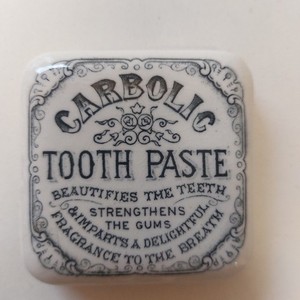 CARBOLIC
TOOTH PASTE
BEAUTIFIES THE TEETH
STRENGTHENS
THE GUMS
& IMPARTS A DELIGHTFUL
FRAGRANCE TO THE BREATH